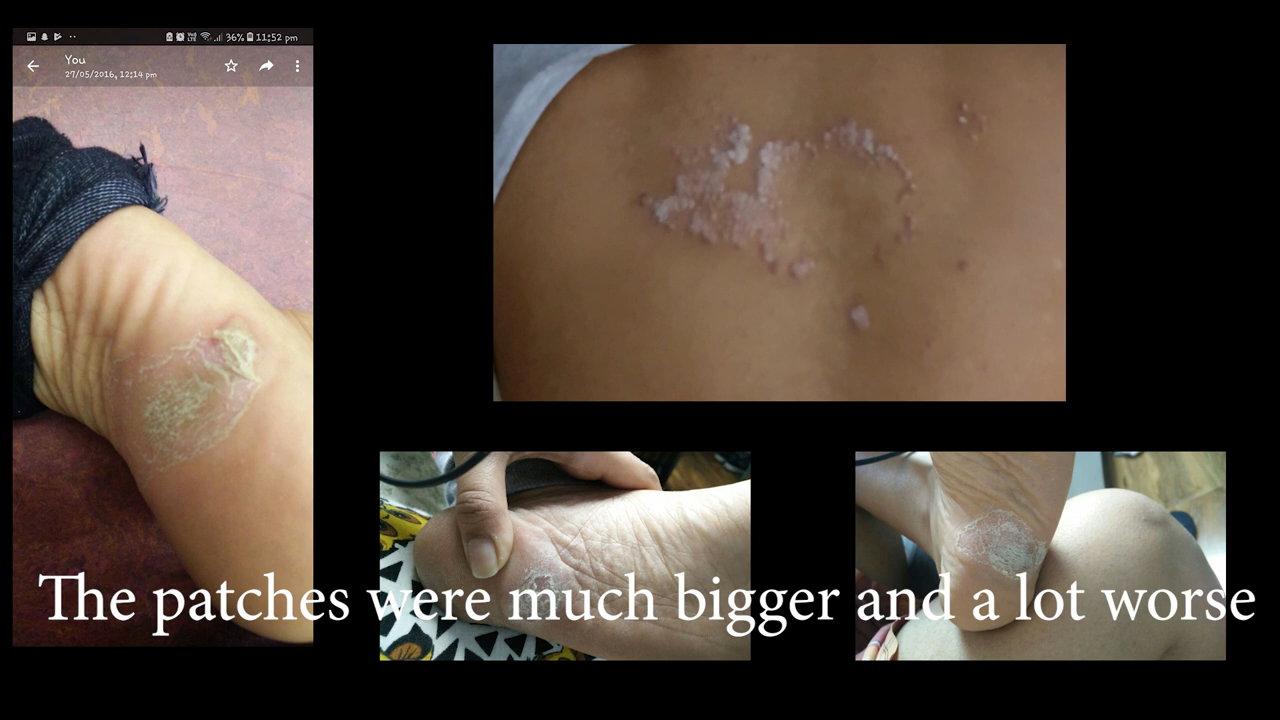 36% 11:52 pm
You
27/05/2016, 12:14 pm
The patches were much bigger and a lot worse